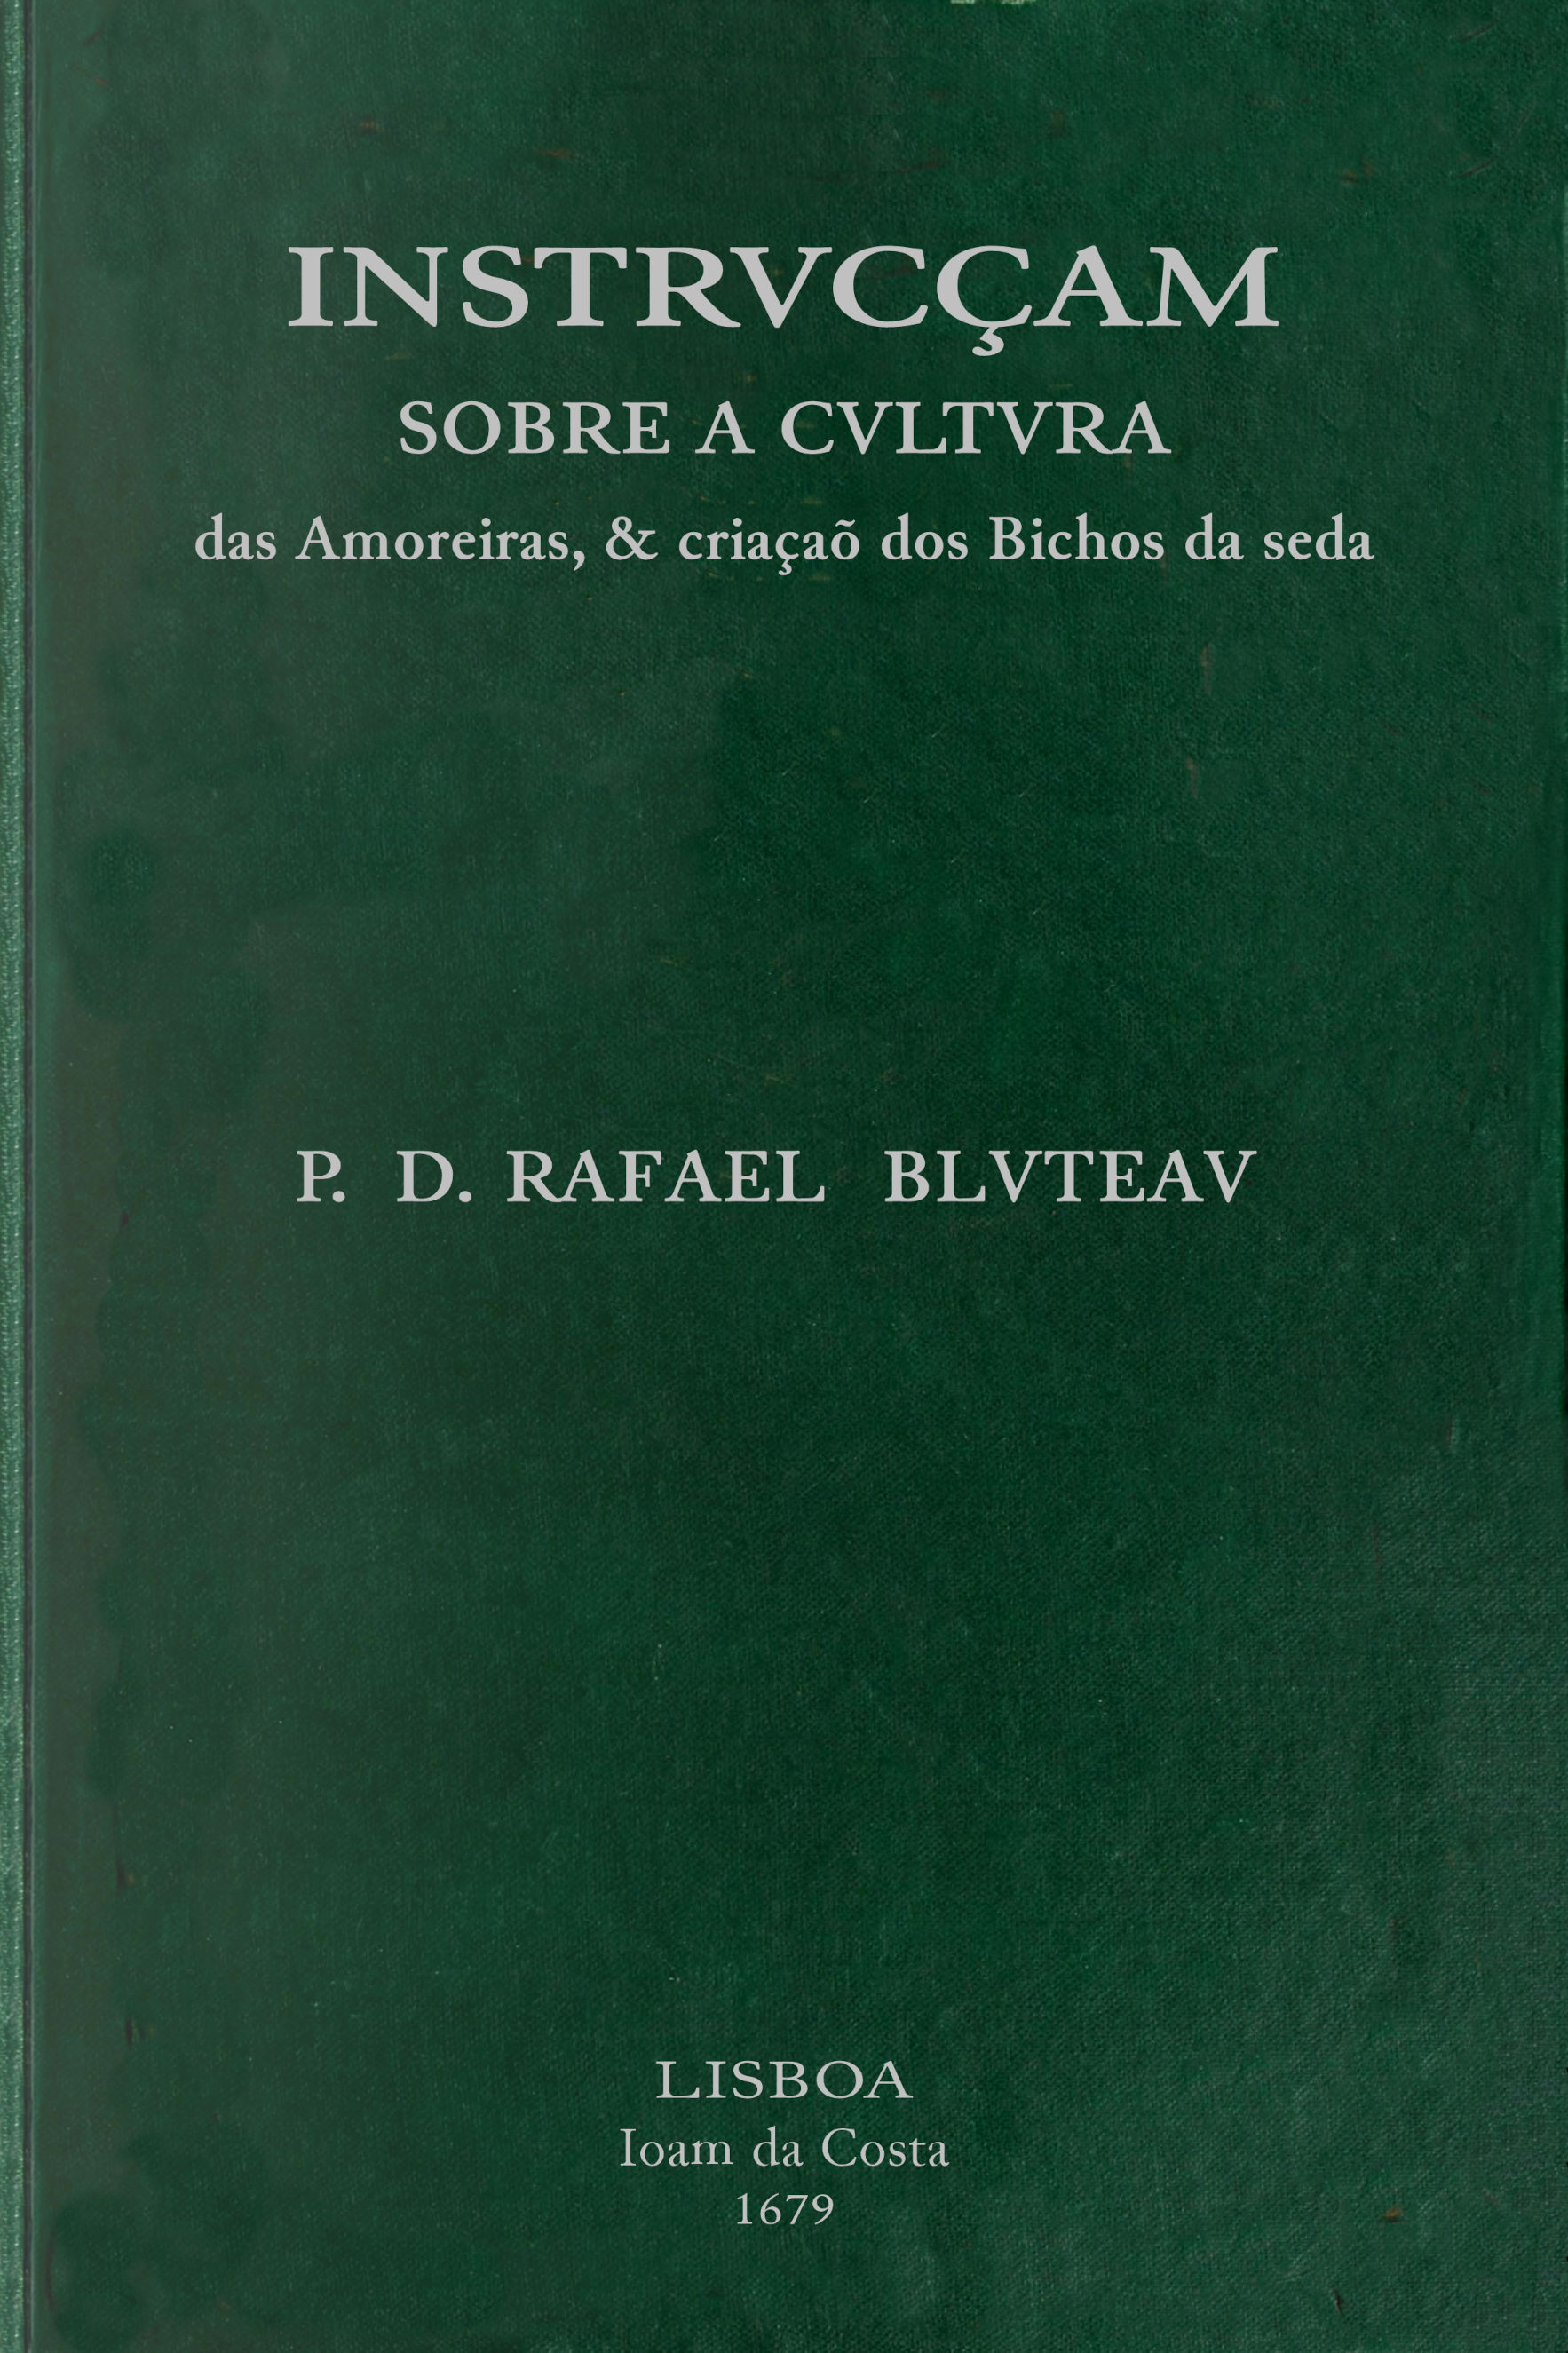 INSTRVCÇAM
SOBRE A CVLTVRA
das Amoreiras, & criaçaõ dos Bichos da seda
P. D. RAFAEL BLVTEAV
LISBOA
Ioam da Costa
1679